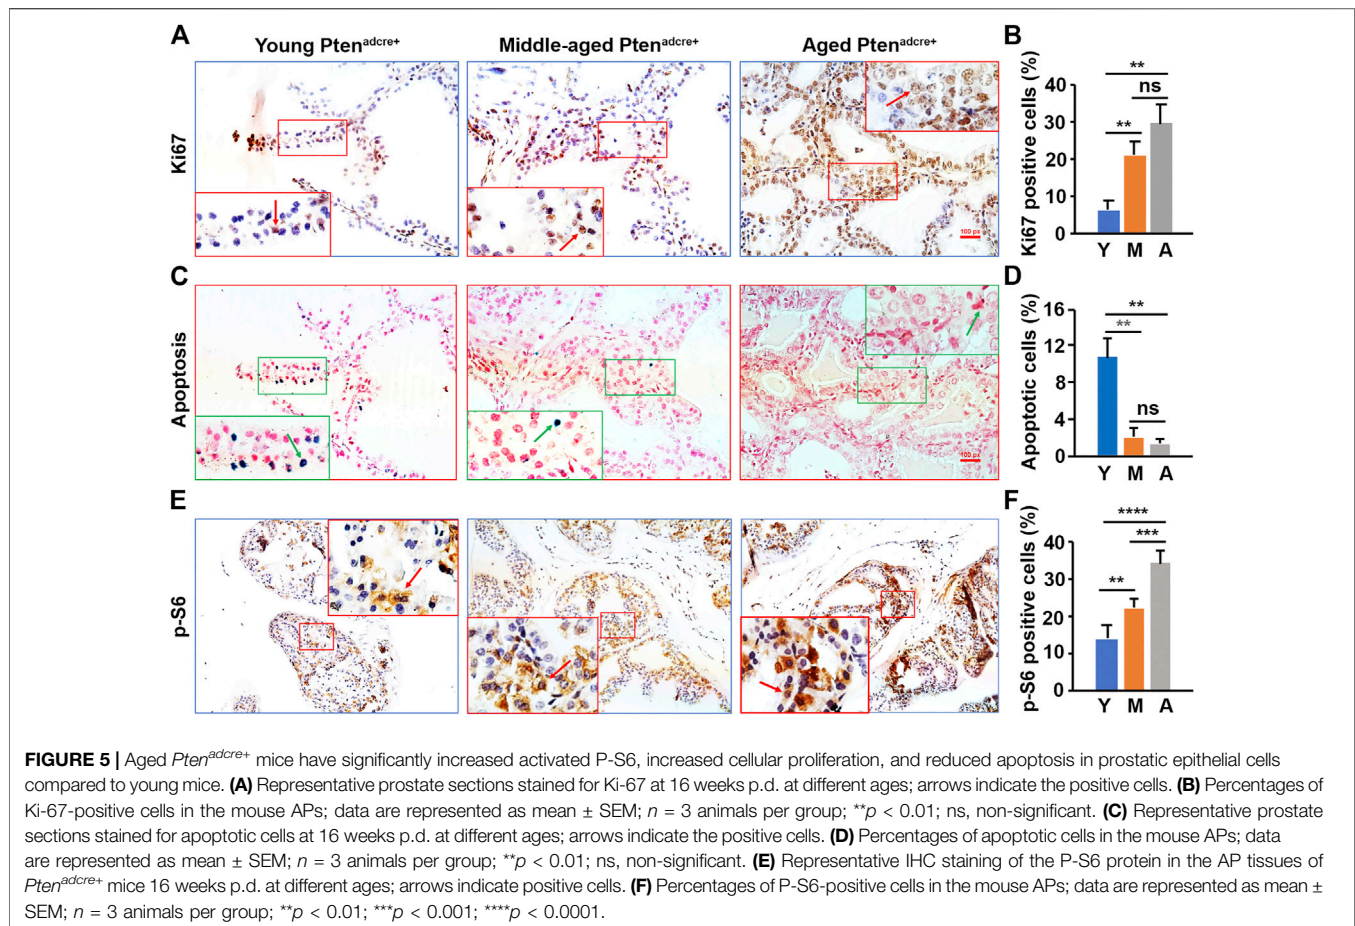 A
Young Pten^adcre+
Middle-aged Pten^adcre+
Aged Pten^adcre+
Ki67
100 px
B
Ki67 positive cells (%)
40
30
20
10
0
**
ns
**
Y M A
C
Apoptosis
100 px
D
Apoptotic cells (%)
16
12
8
4
0
**
**
ns
Y M A
E
p-S6
F
p-S6 positive cells (%)
40
30
20
10
0
****
***
**
Y M A
FIGURE 5 | Aged Pten^adcre+ mice have significantly increased activated P-S6, increased cellular proliferation, and reduced apoptosis in prostatic epithelial cells
compared to young mice. (A) Representative prostate sections stained for Ki-67 at 16 weeks p.d. at different ages; arrows indicate the positive cells. (B) Percentages of
Ki-67-positive cells in the mouse APs; data are represented as mean ± SEM; n = 3 animals per group; **p < 0.01; ns, non-significant. (C) Representative prostate
sections stained for apoptotic cells at 16 weeks p.d. at different ages; arrows indicate the positive cells. (D) Percentages of apoptotic cells in the mouse APs; data
are represented as mean ± SEM; n = 3 animals per group; **p < 0.01; ns, non-significant. (E) Representative IHC staining of the P-S6 protein in the AP tissues of
Pten^adcre+ mice 16 weeks p.d. at different ages; arrows indicate positive cells. (F) Percentages of P-S6-positive cells in the mouse APs; data are represented as mean ±
SEM; n = 3 animals per group; **p < 0.01; ***p < 0.001; ****p < 0.0001.